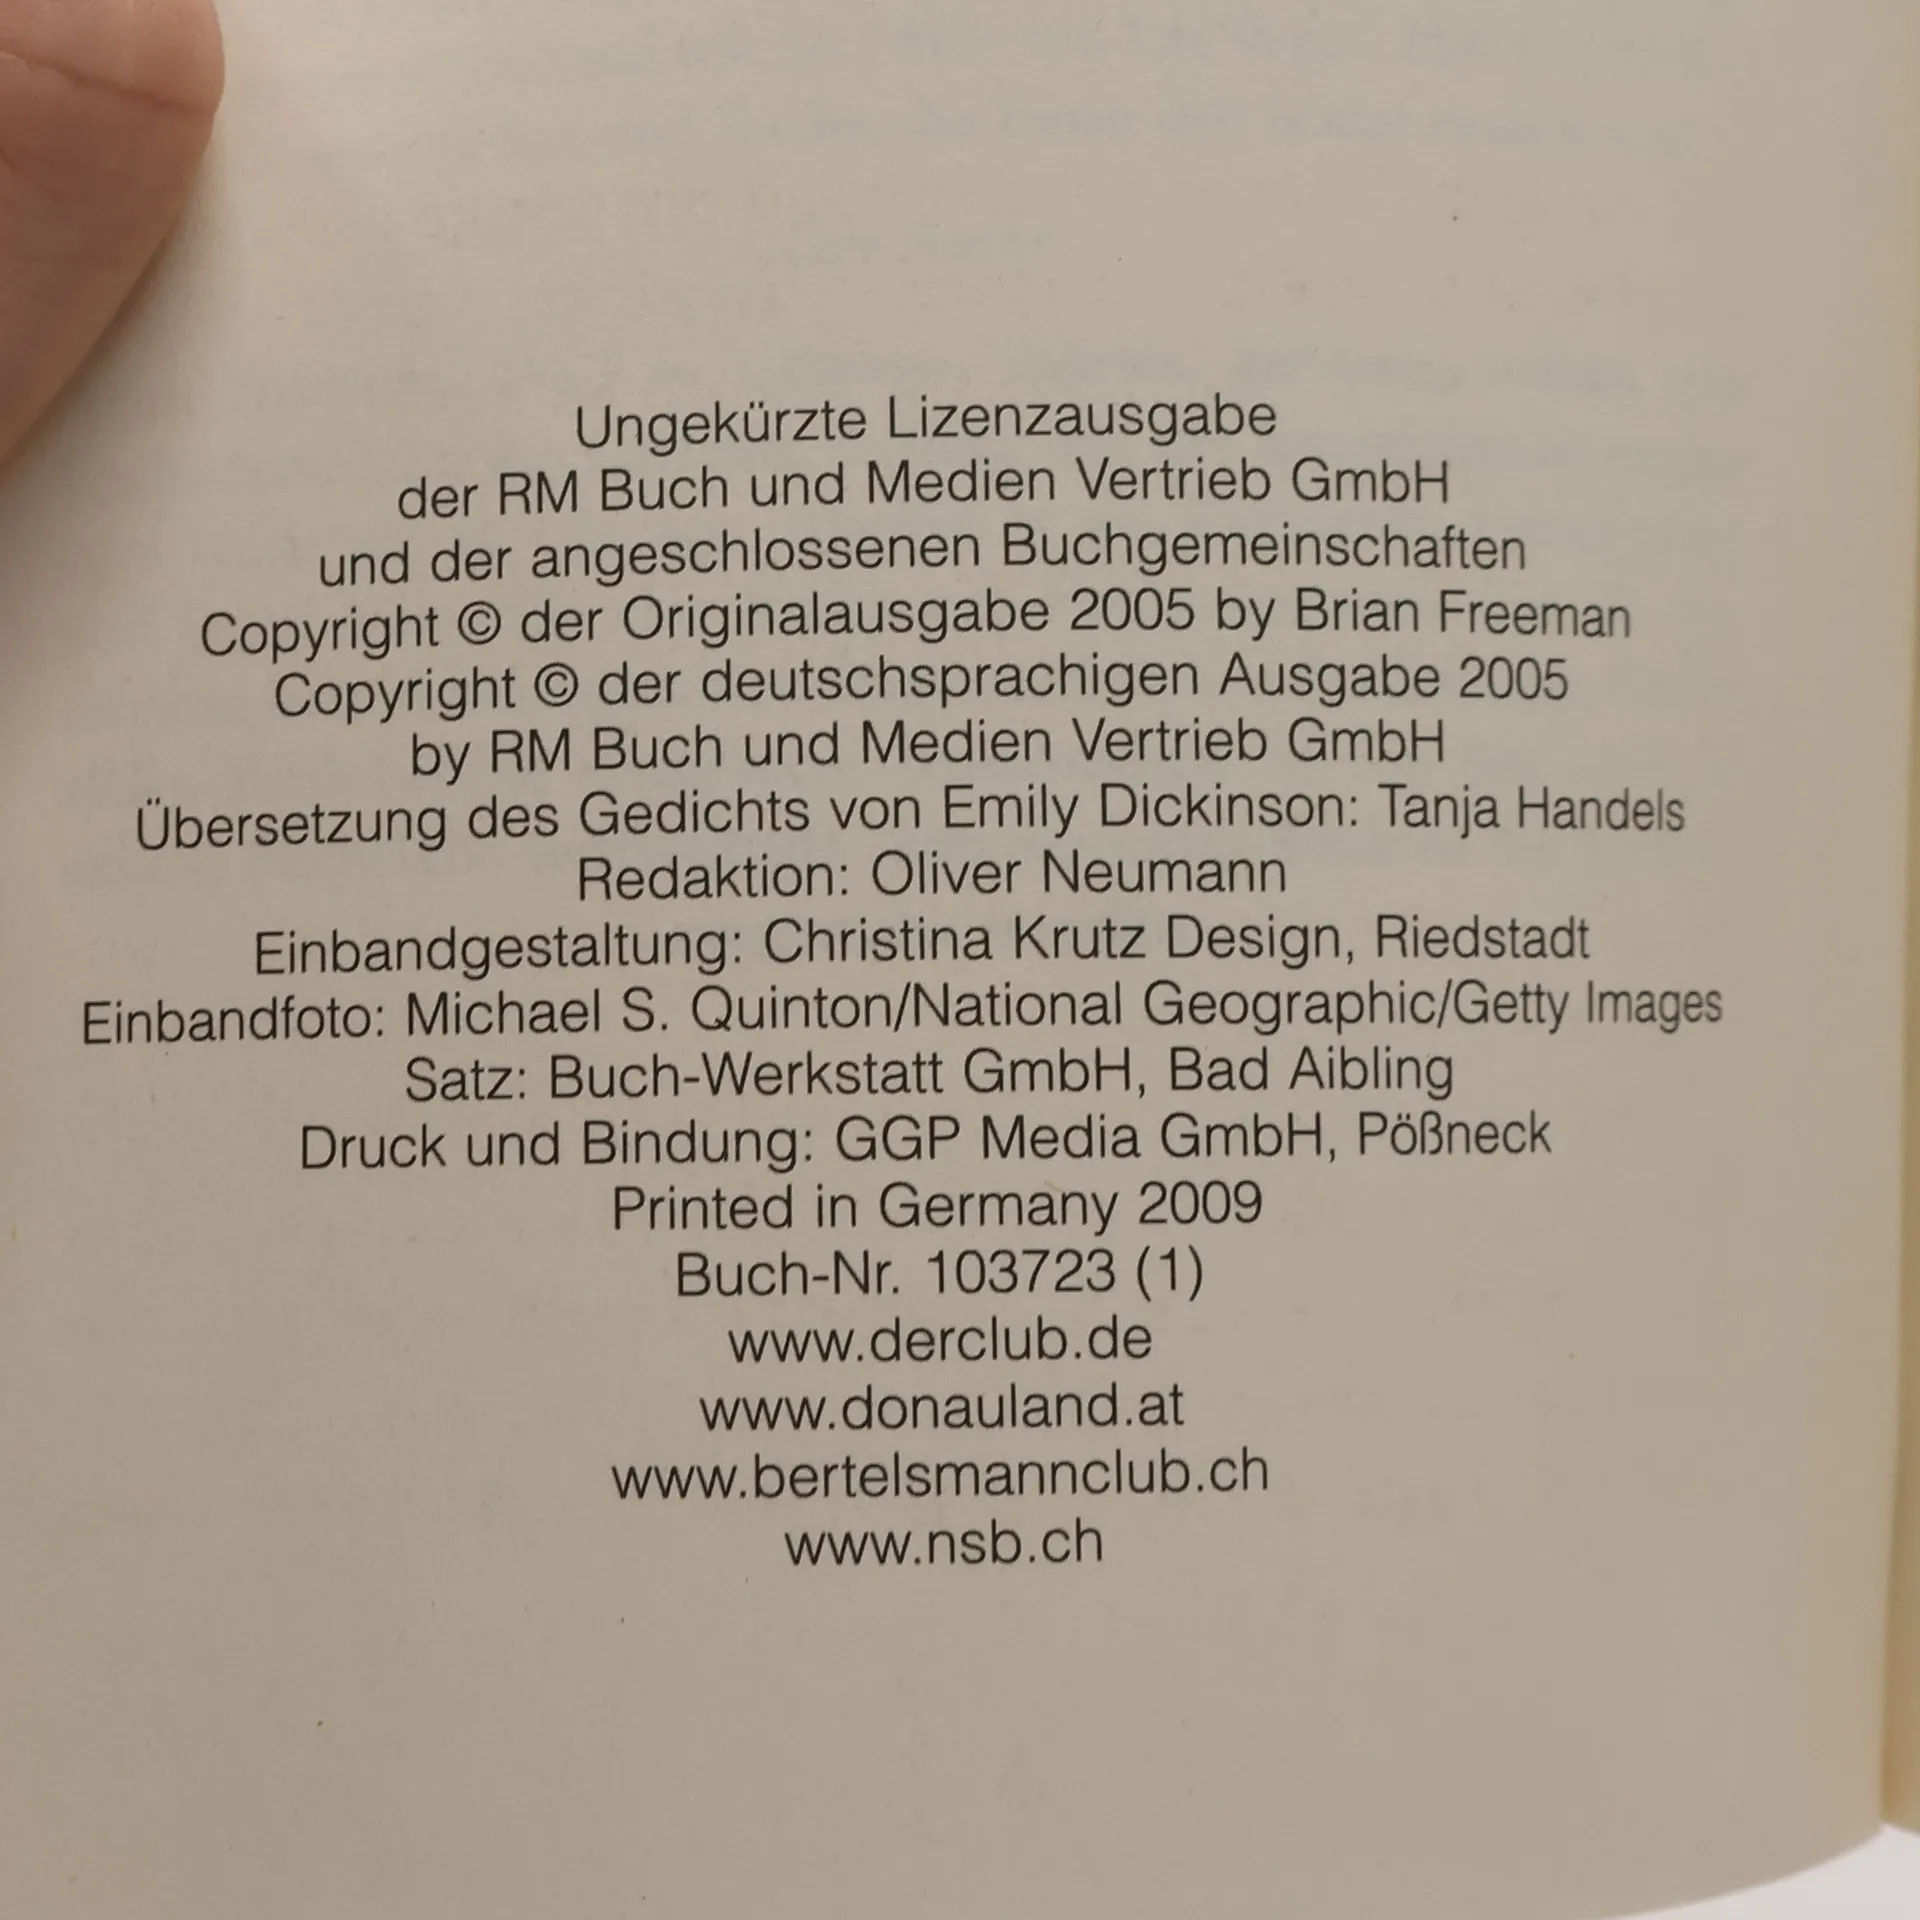 Ungekürzte Lizenzausgabe
der RM Buch und Medien Vertrieb GmbH
und der angeschlossenen Buchgemeinschaften
Copyright © der Originalausgabe 2005 by Brian Freeman
Copyright © der deutschsprachigen Ausgabe 2005
by RM Buch und Medien Vertrieb GmbH
Übersetzung des Gedichts von Emily Dickinson: Tanja Handels
Redaktion: Oliver Neumann
Einbandgestaltung: Christina Krutz Design, Riedstadt
Einbandfoto: Michael S. Quinton/National Geographic/Getty Images
Satz: Buch-Werkstatt GmbH, Bad Aibling
Druck und Bindung: GGP Media GmbH, Pößneck
Printed in Germany 2009
Buch-Nr. 103723 (1)
www.derclub.de
www.donauland.at
www.bertelsmannclub.ch
www.nsb.ch